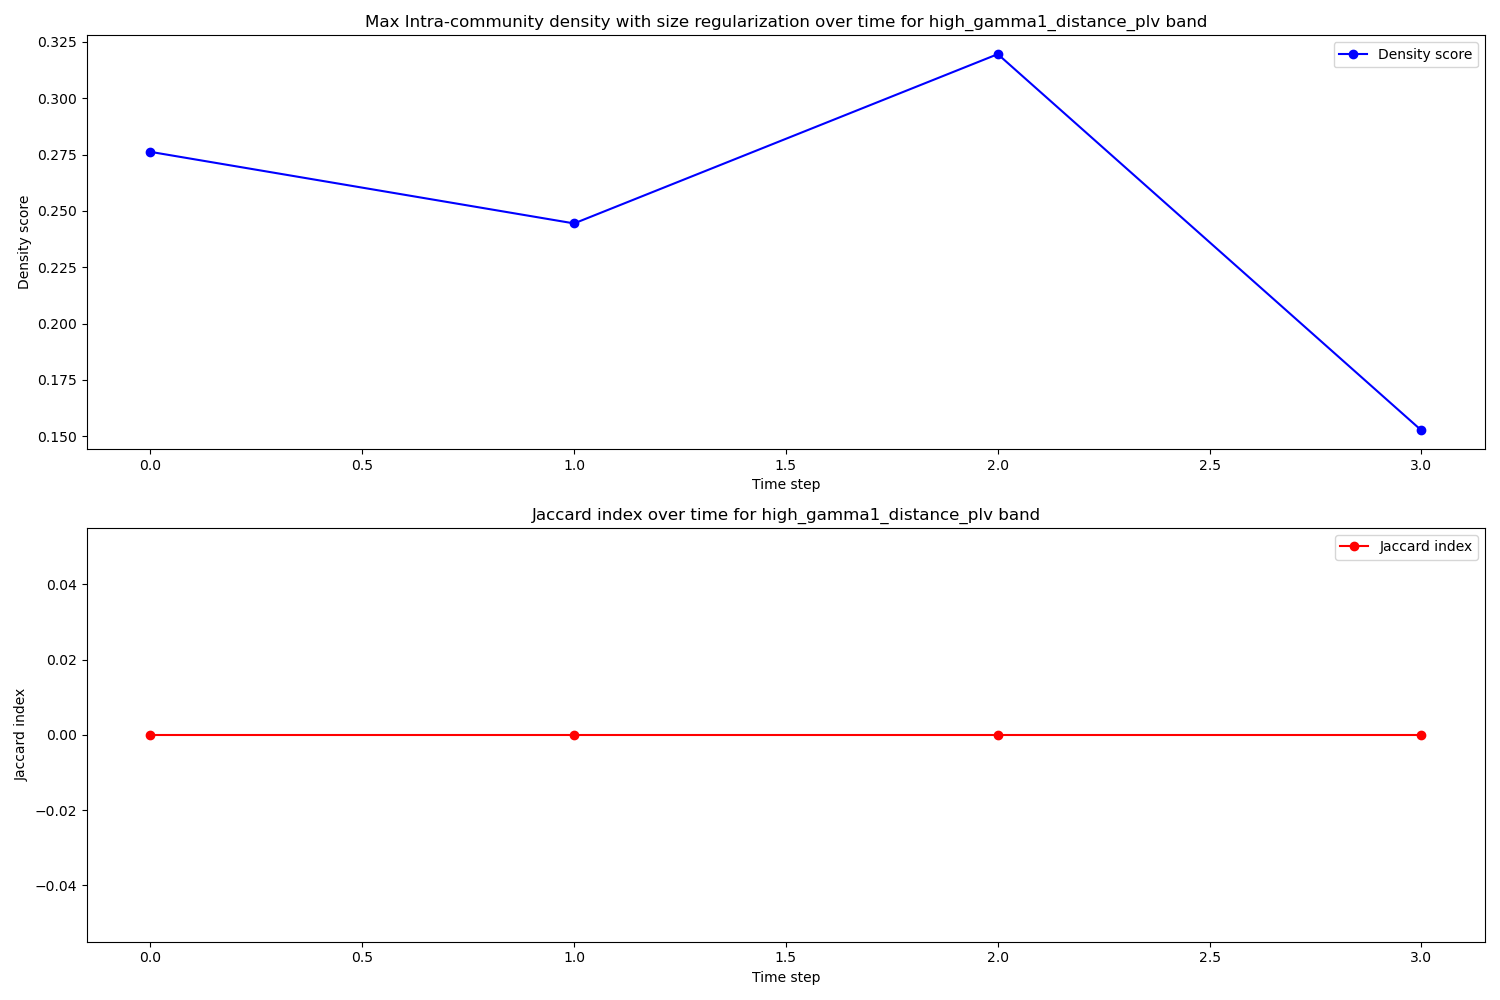 Max Intra-community density with size regularization over time for high_gamma1_distance_plv band
0.325
0.300
0.275
0.250
0.225
0.200
0.175
0.150
Density score
Density score
0.0 0.5 1.0 1.5 2.0 2.5 3.0
Time step
Jaccard index over time for high_gamma1_distance_plv band
0.04
0.02
0.00
−0.02
−0.04
Jaccard index
Jaccard index
0.0 0.5 1.0 1.5 2.0 2.5 3.0
Time step